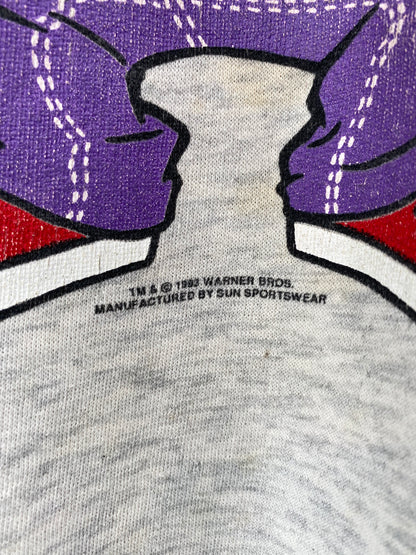 TM & © 1993 WARNER BROS.
MANUFACTURED BY SUN SPORTSWEAR